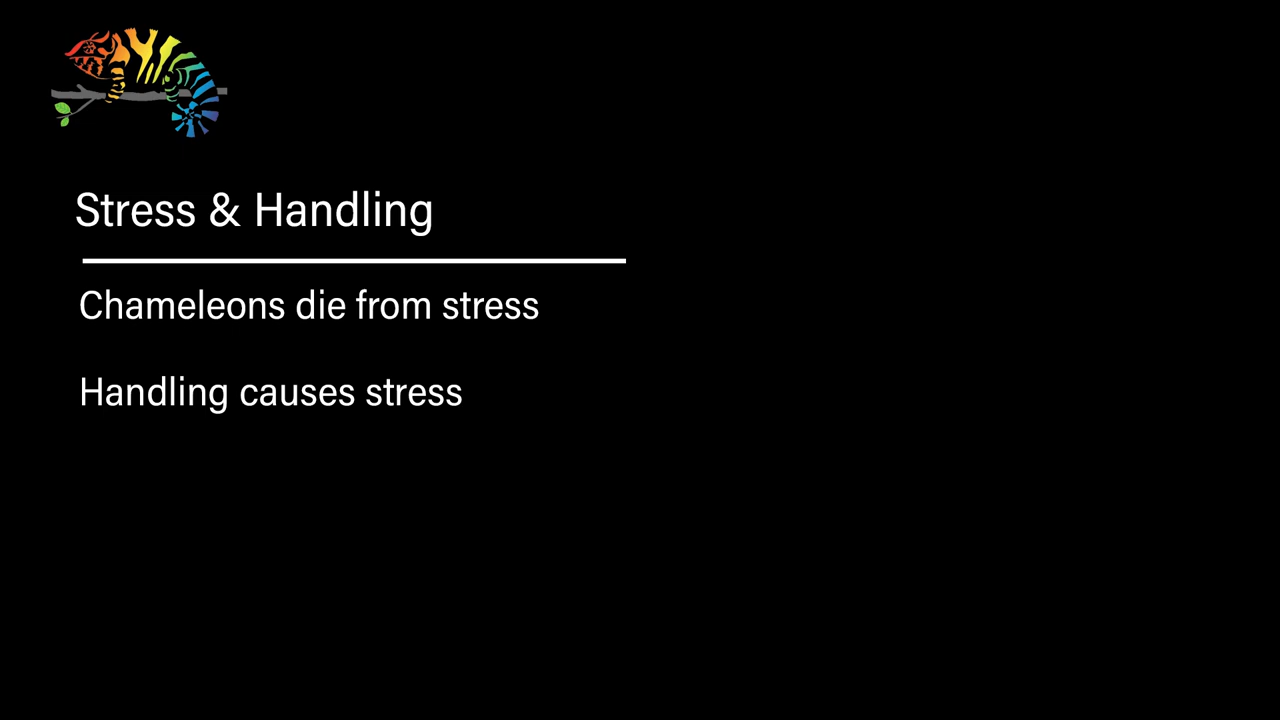 Stress & Handling
Chameleons die from stress
Handling causes stress